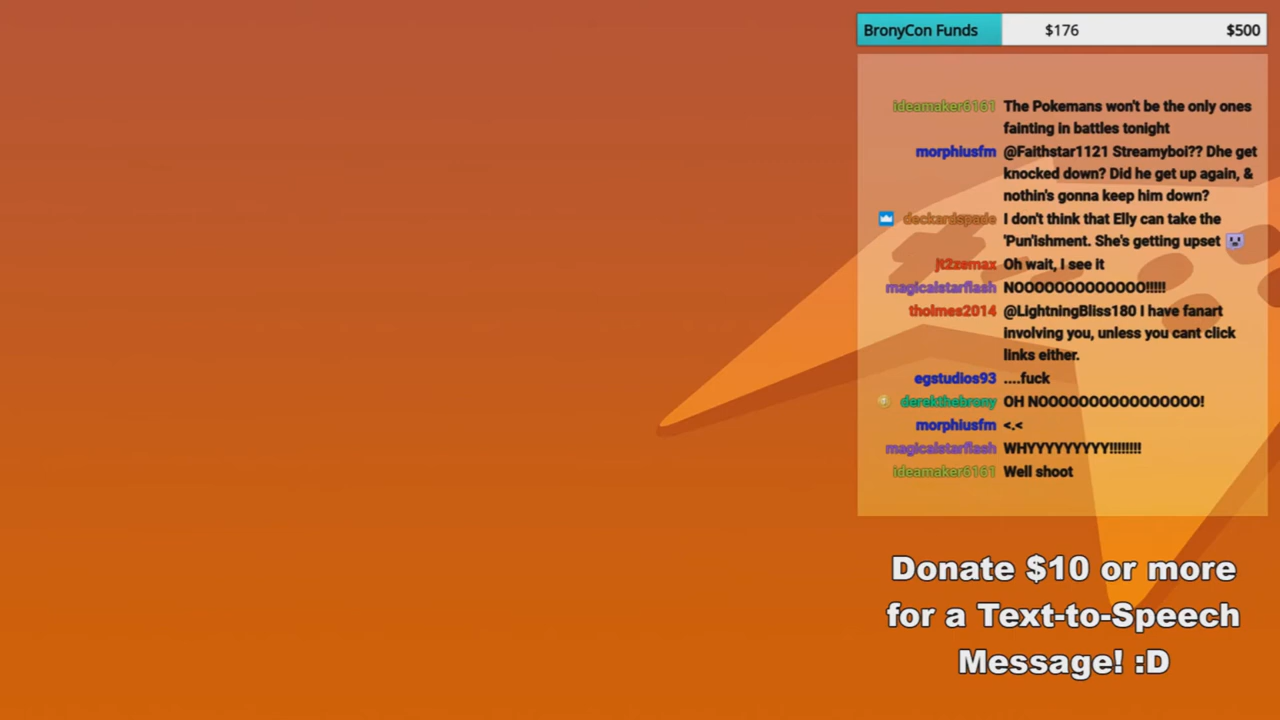 BronyCon Funds $176 $500
ideamaker6161 The Pokemans won't be the only ones
fainting in battles tonight
morphiusfm @Faithstar1121 Streamyboi?? Dhe get
knocked down? Did he get up again, &
nothin's gonna keep him down?
deckardspade I don't think that Elly can take the
'Pun'ishment. She's getting upset
jt2zemax Oh wait, I see it
magicalstarflash NOOOOOOOOOOOOO!!!!!
tholmes2014 @LightningBliss180 I have fanart
involving you, unless you cant click
links either.
egstudios93 ....fuck
derekthebrony OH NOOOOOOOOOOOOOOOOO!
morphiusfm <.<
magicalstarflash WHYYYYYYYYY!!!!!!!!
ideamaker6161 Well shoot
Donate $10 or more
for a Text-to-Speech
Message! :D